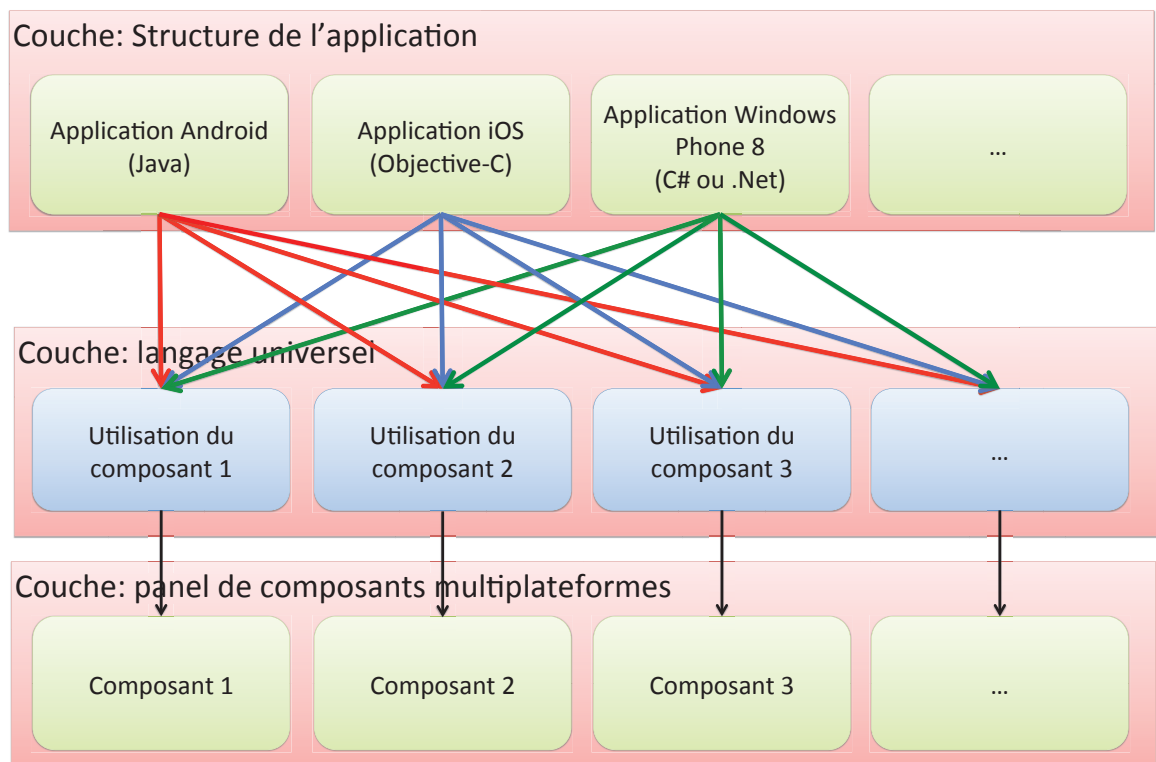 Couche: Structure de l’application
Application Android
(Java)
Application iOS
(Objective-C)
Application Windows
Phone 8
(C# ou .Net)
...
Couche: langage universel
Utilisation du
composant 1
Utilisation du
composant 2
Utilisation du
composant 3
...
Couche: panel de composants multiplateformes
Composant 1
Composant 2
Composant 3
...